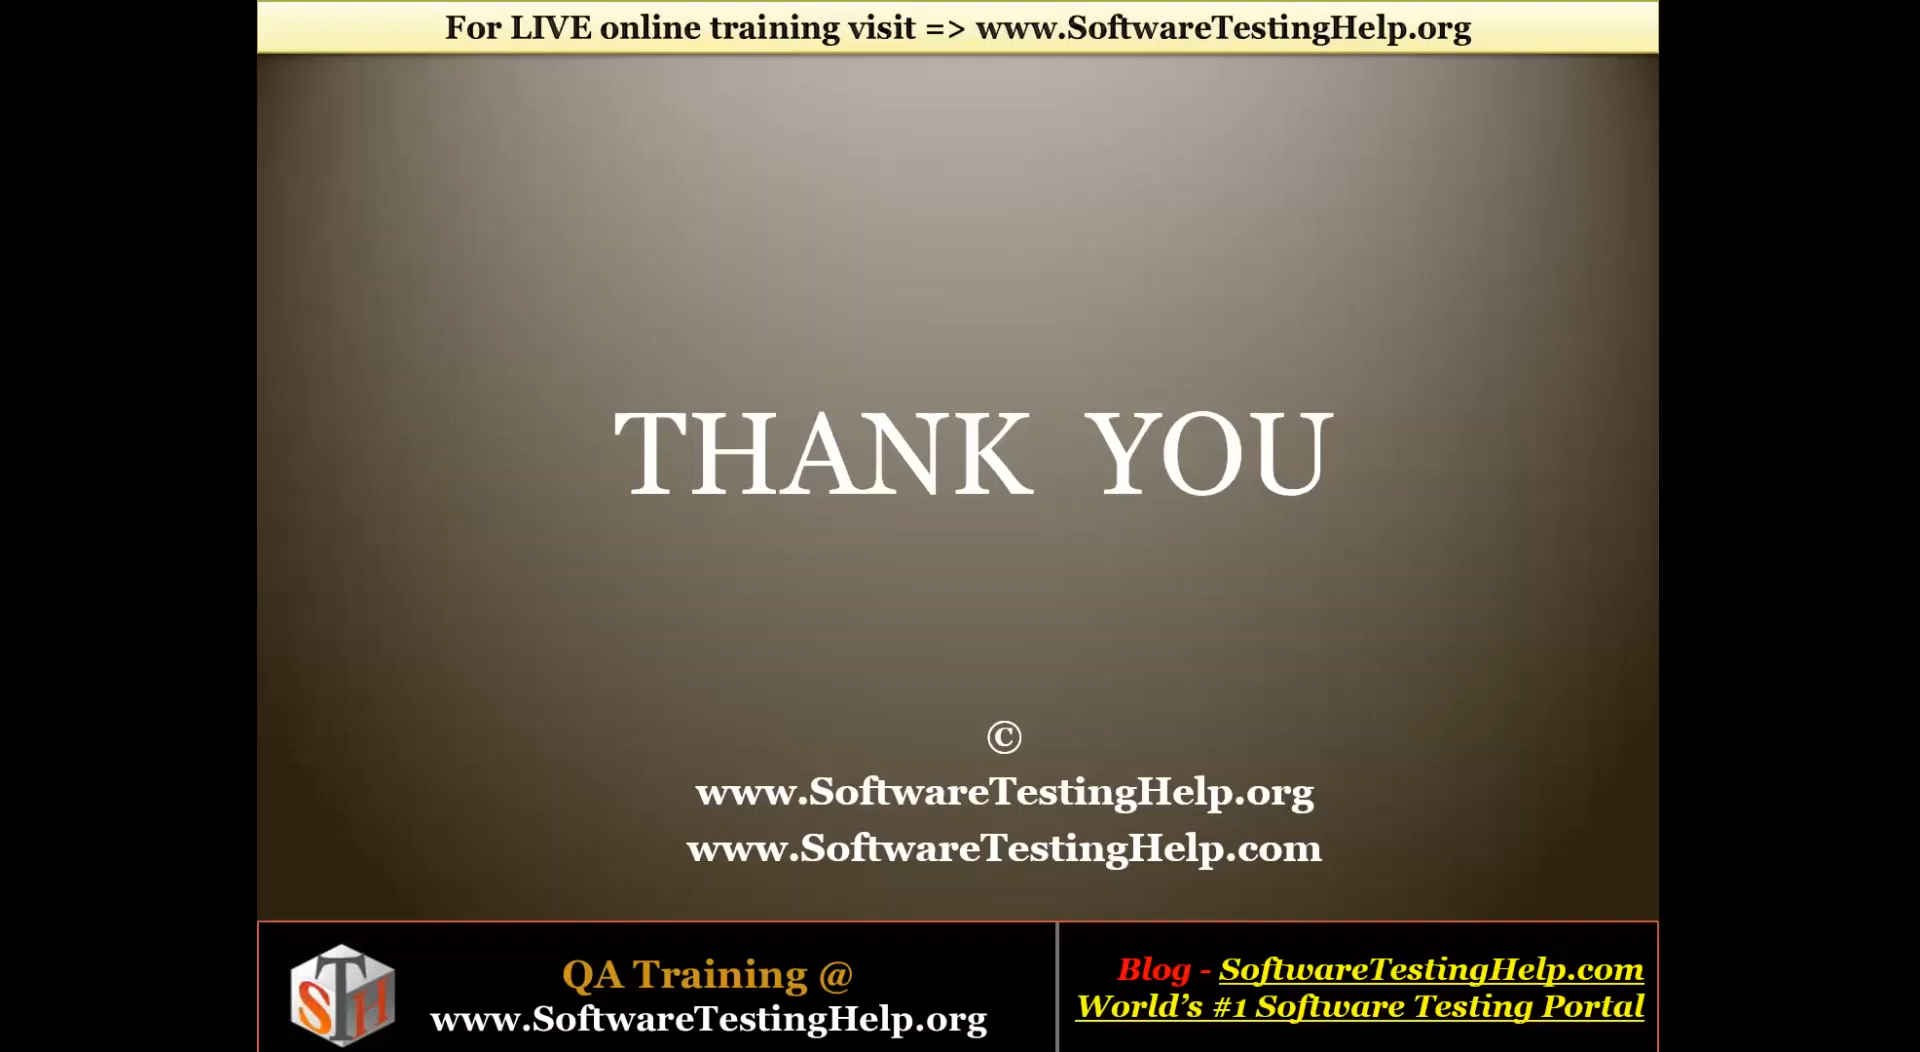 For LIVE online training visit => www.SoftwareTestingHelp.org
THANK YOU
©
www.SoftwareTestingHelp.org
www.SoftwareTestingHelp.com
STH
QA Training @
www.SoftwareTestingHelp.org
Blog - SoftwareTestingHelp.com
World's #1 Software Testing Portal